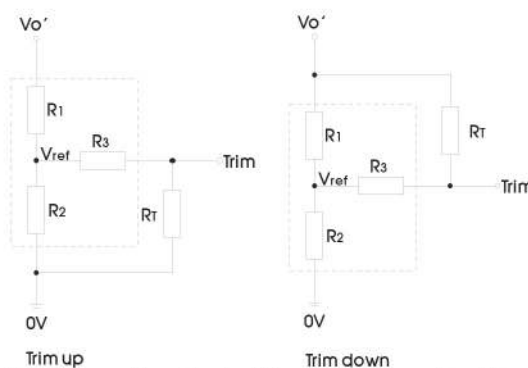 Vo´
R1
R3
Vref
Trim
R2
RT
0V
Trim up
Vo´
R1
RT
R3
Vref
Trim
R2
0V
Trim down